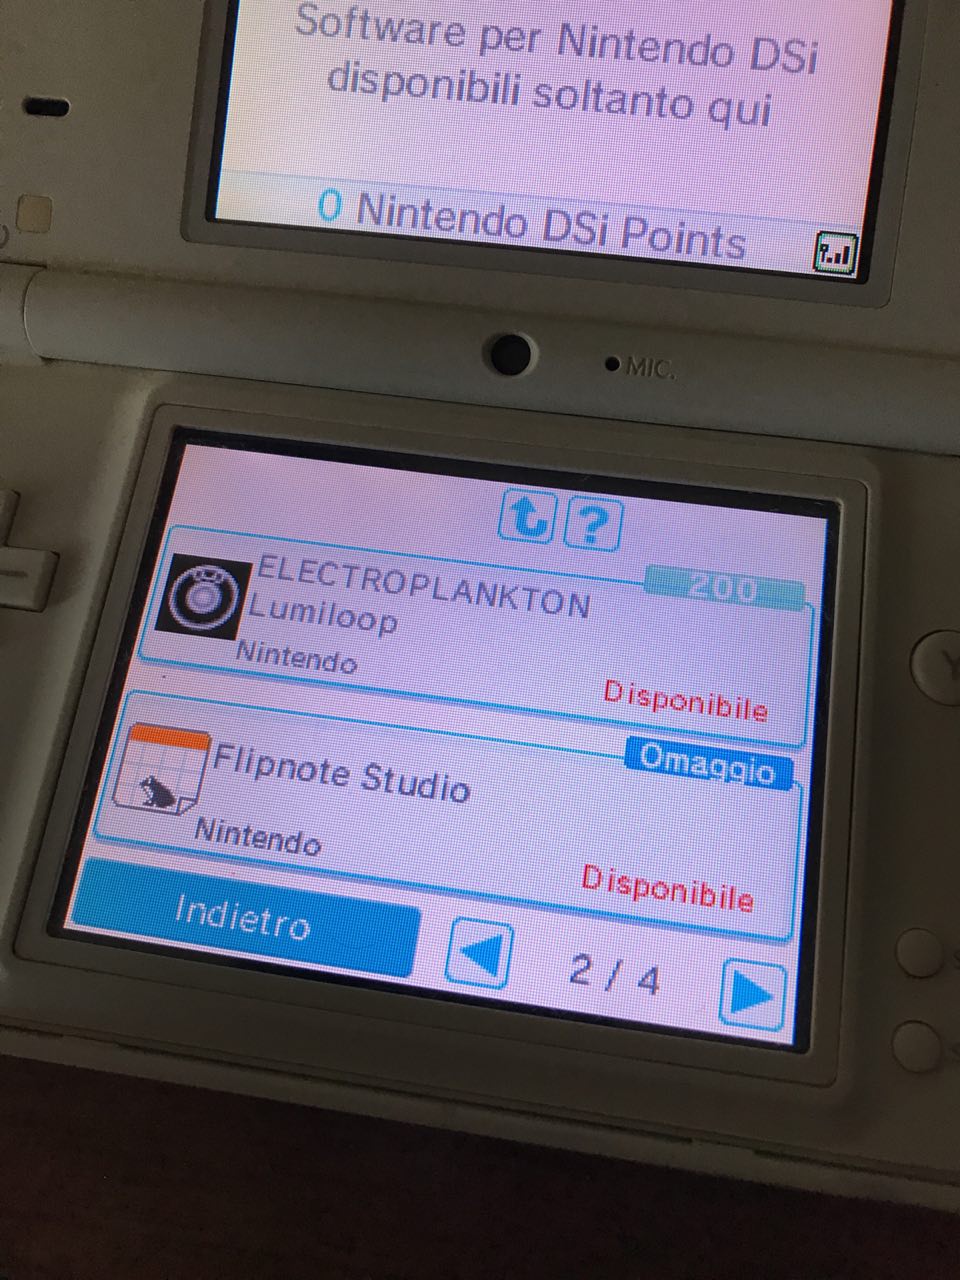 Software per Nintendo DSi
disponibili soltanto qui
0 Nintendo DSi Points
MIC.
?
200
ELECTROPLANKTON
Lumiloop
Nintendo
Disponibile
Omaggio
Flipnote Studio
Nintendo
Disponibile
Indietro
2 / 4
Y